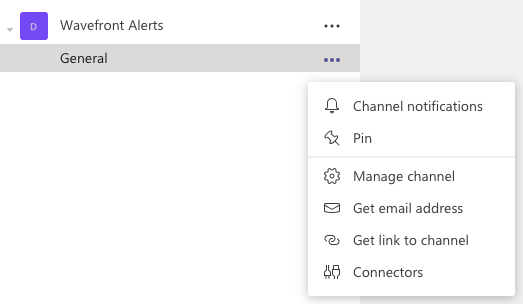 D Wavefront Alerts
General
Channel notifications
Pin
Manage channel
Get email address
Get link to channel
Connectors